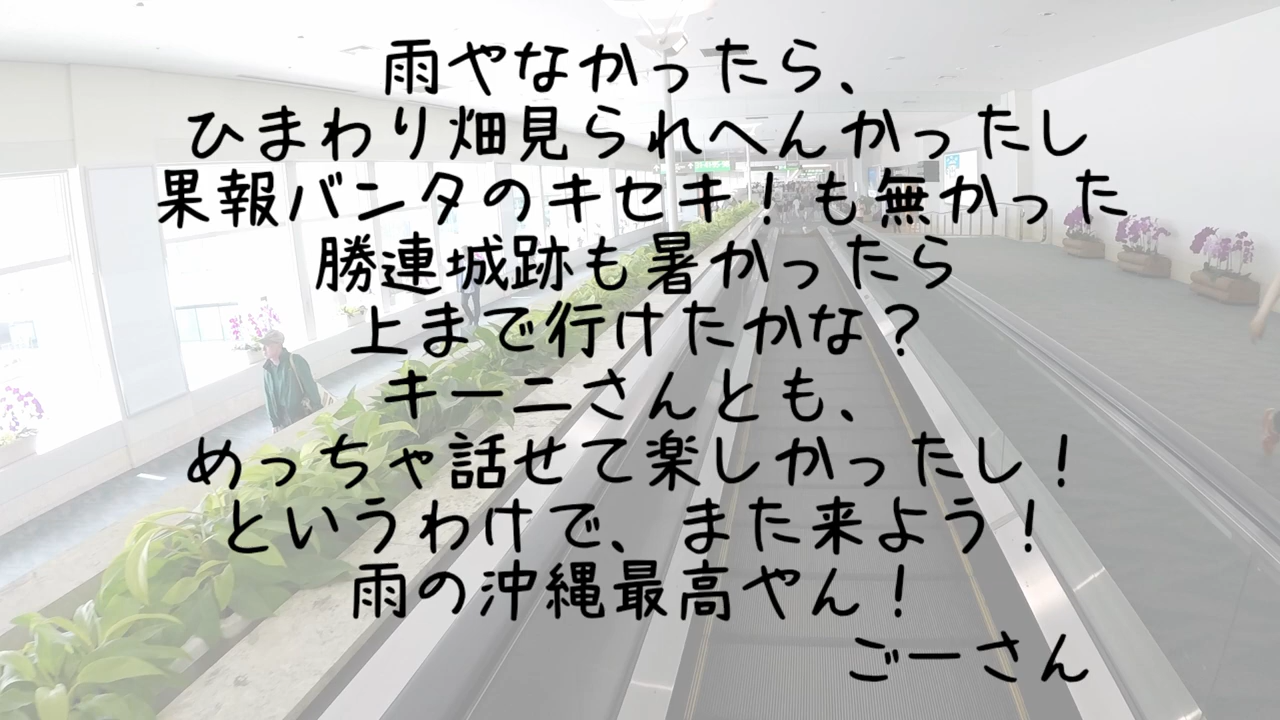 雨やなかったら、
ひまわり畑見られへんかったし
果報バンタのキセキ！も無かった
勝連城跡も暑かったら
上まで行けたかな？
キーニさんとも、
めっちゃ話せて楽しかったし！
というわけで、また来よう！
雨の沖縄最高やん！
ごーさん